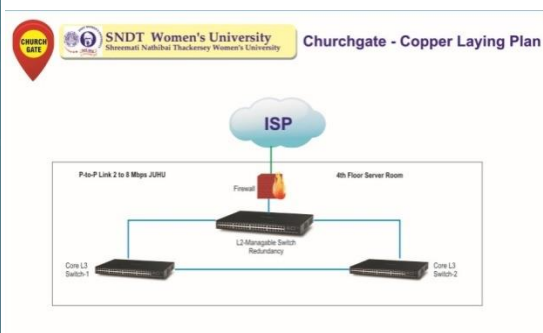 CHURCH
GATE
SNDT Women's University
Shreemati Nathibai Thackersey Women's University
Churchgate - Copper Laying Plan
ISP
P-to-P Link 2 to 8 Mbps JUHU
4th Floor Server Room
Firewall
L2-Managable Switch
Redundancy
Core L3
Switch-1
Core L3
Switch-2